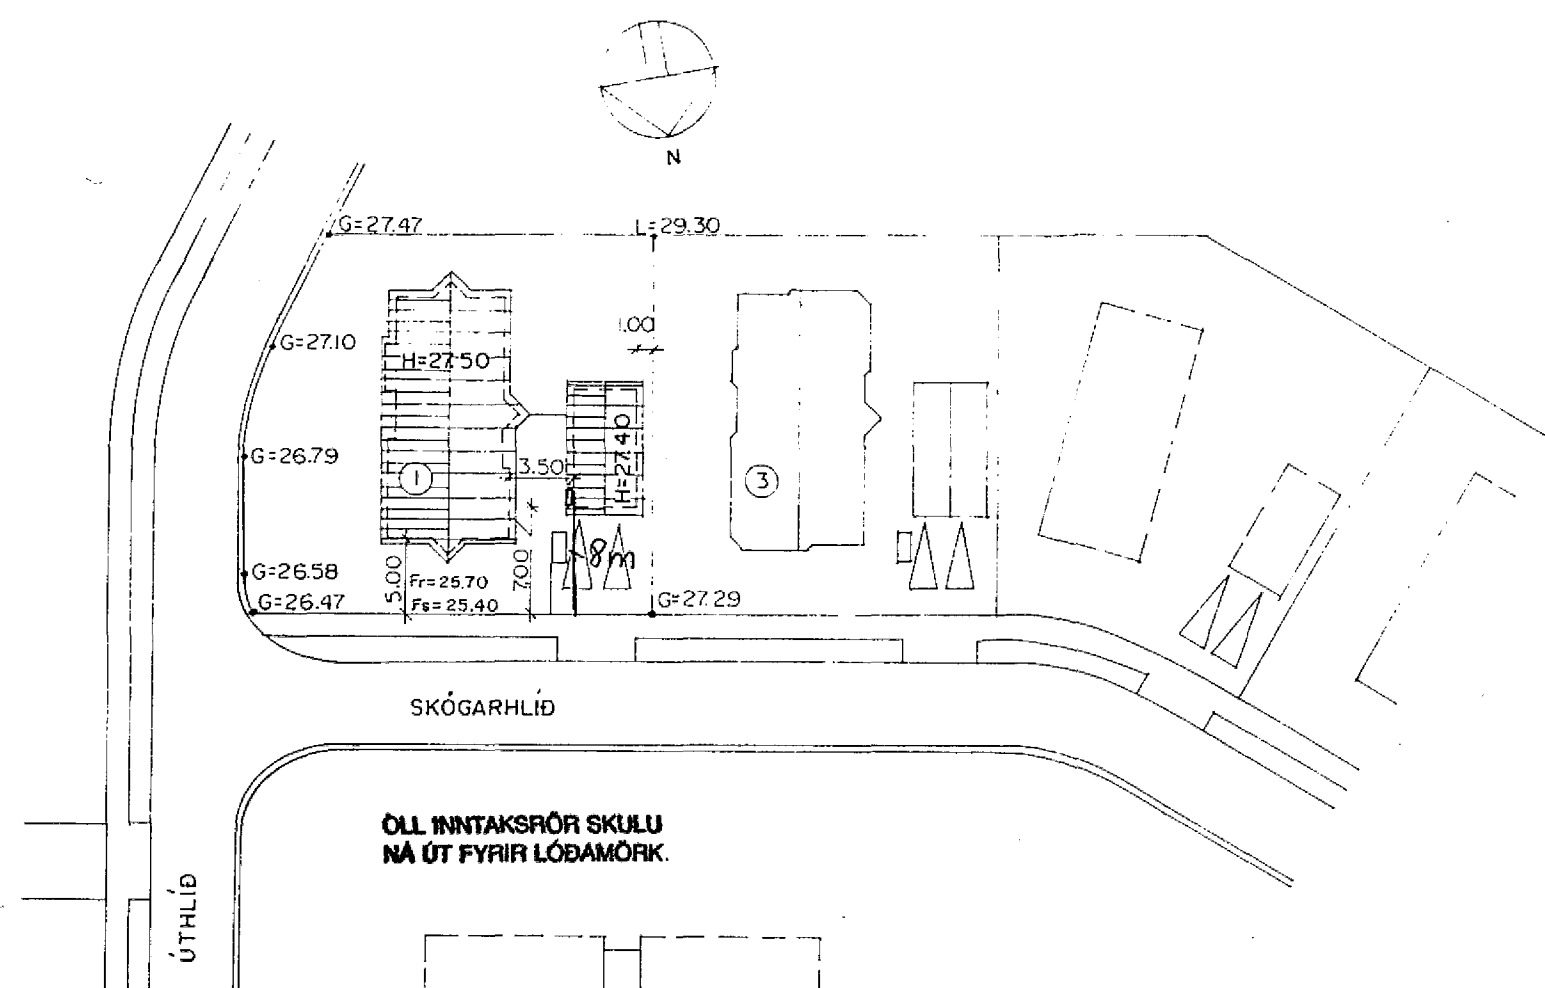 N
G=27.47
L=29.30
1.00
G=27.10
H=27.50
H=27.40
G=26.79
1
3.50
3
8m
G=26.58
5.00
Fr=25.70
7.00
G=26.47
Fs=25.40
G=27.29
SKÓGARHLÍÐ
ÖLL INNTAKSRÖR SKULU
NÁ ÚT FYRIR LÓÐAMÖRK.
ÚTHLÍÐ